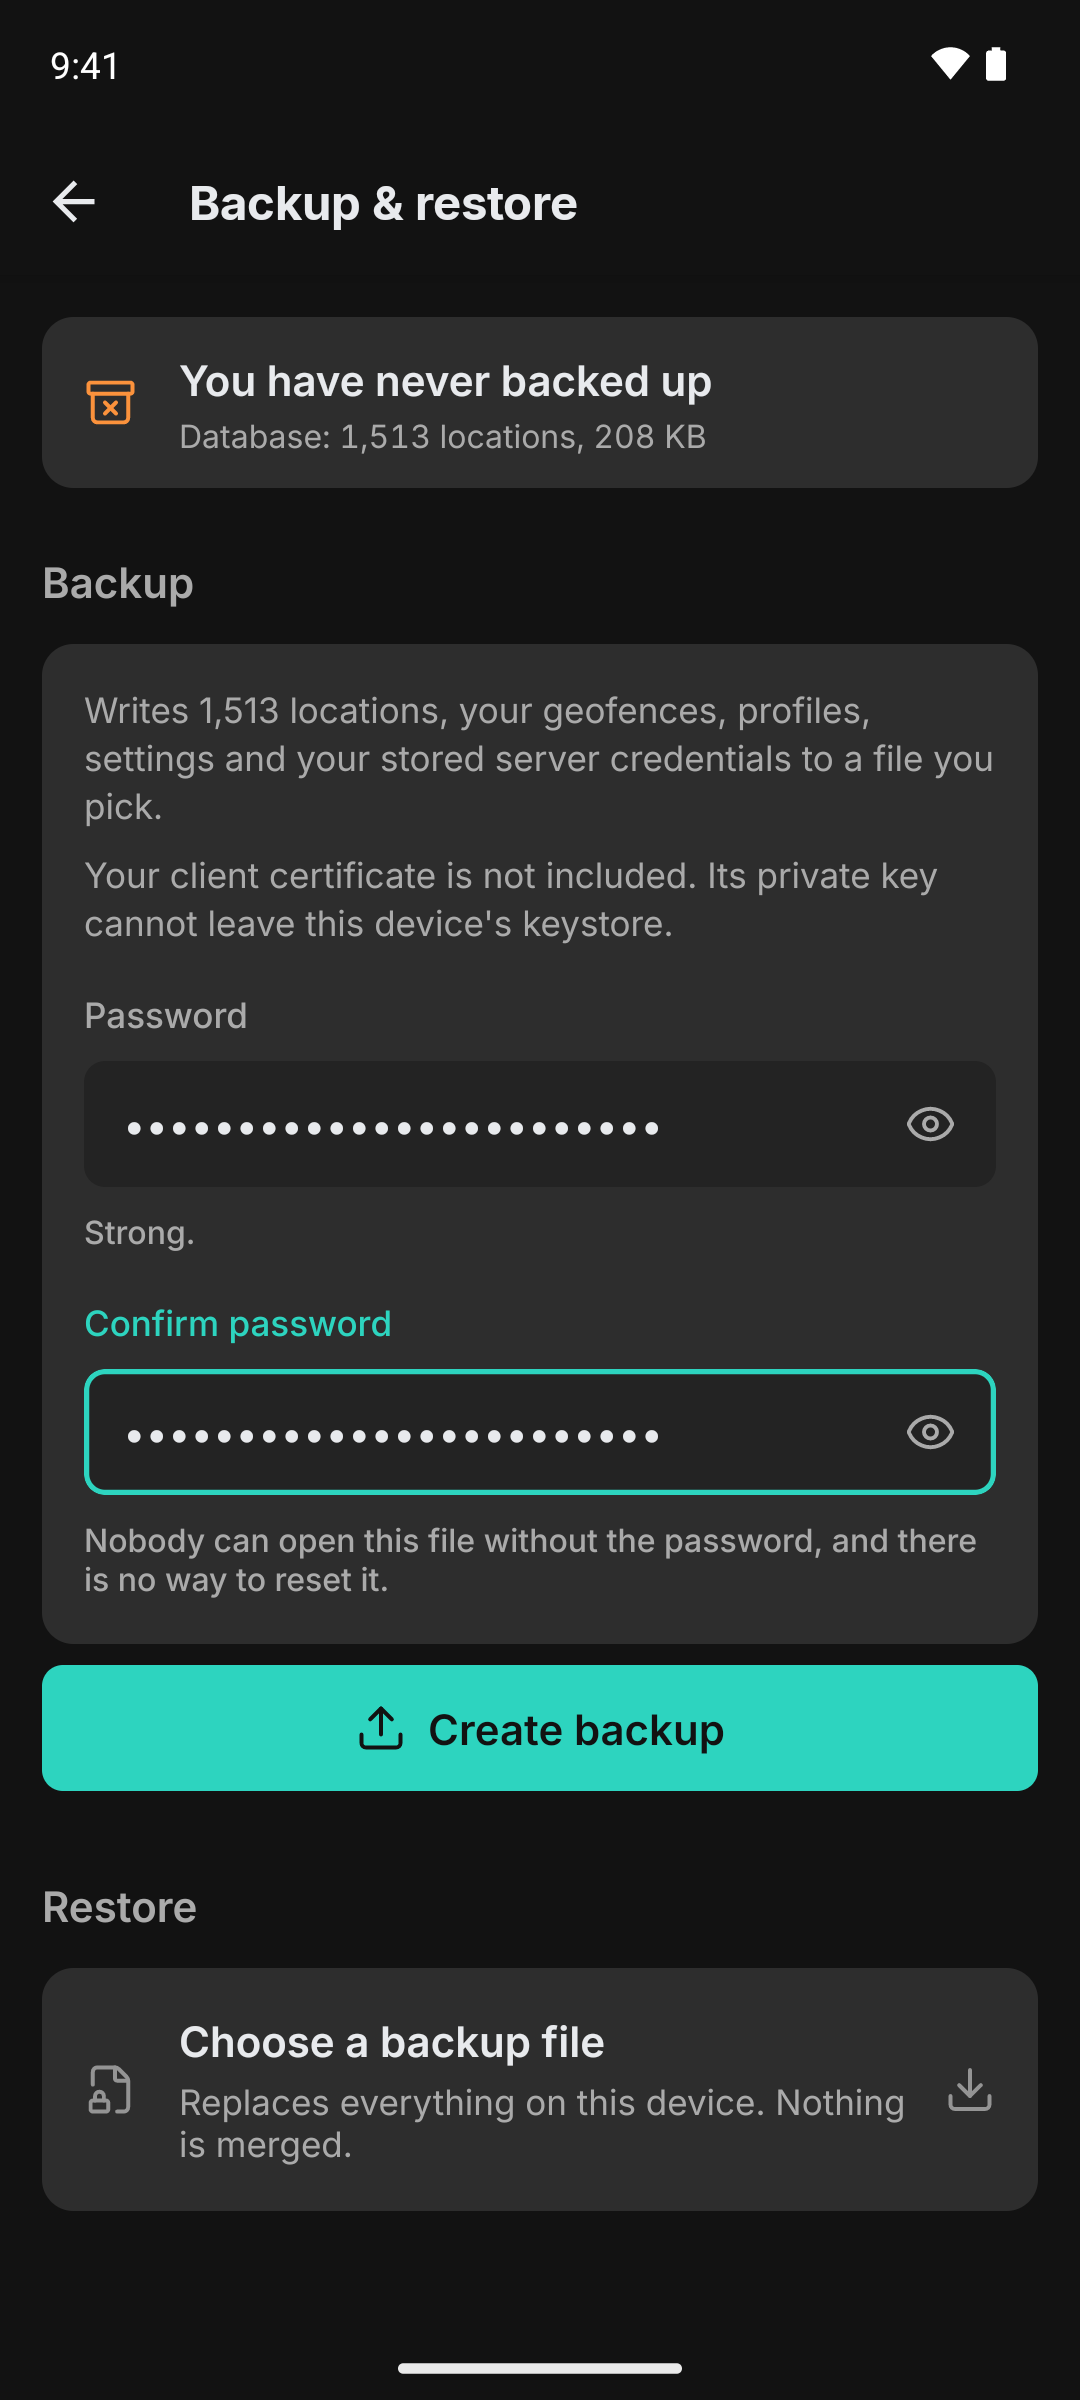 9:41
Backup & restore
You have never backed up
Database: 1,513 locations, 208 KB
Backup
Writes 1,513 locations, your geofences, profiles,
settings and your stored server credentials to a file you
pick.
Your client certificate is not included. Its private key
cannot leave this device's keystore.
Password
••••••••••••••••••••••••
Strong.
Confirm password
••••••••••••••••••••••••
Nobody can open this file without the password, and there
is no way to reset it.
Create backup
Restore
Choose a backup file
Replaces everything on this device. Nothing
is merged.